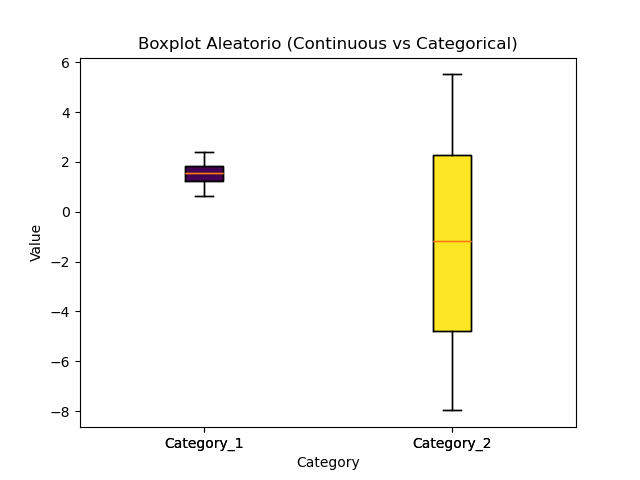 Boxplot Aleatorio (Continuous vs Categorical)
6
4
2
0
−2
−4
−6
−8
Value
Category_1
Category_2
Category